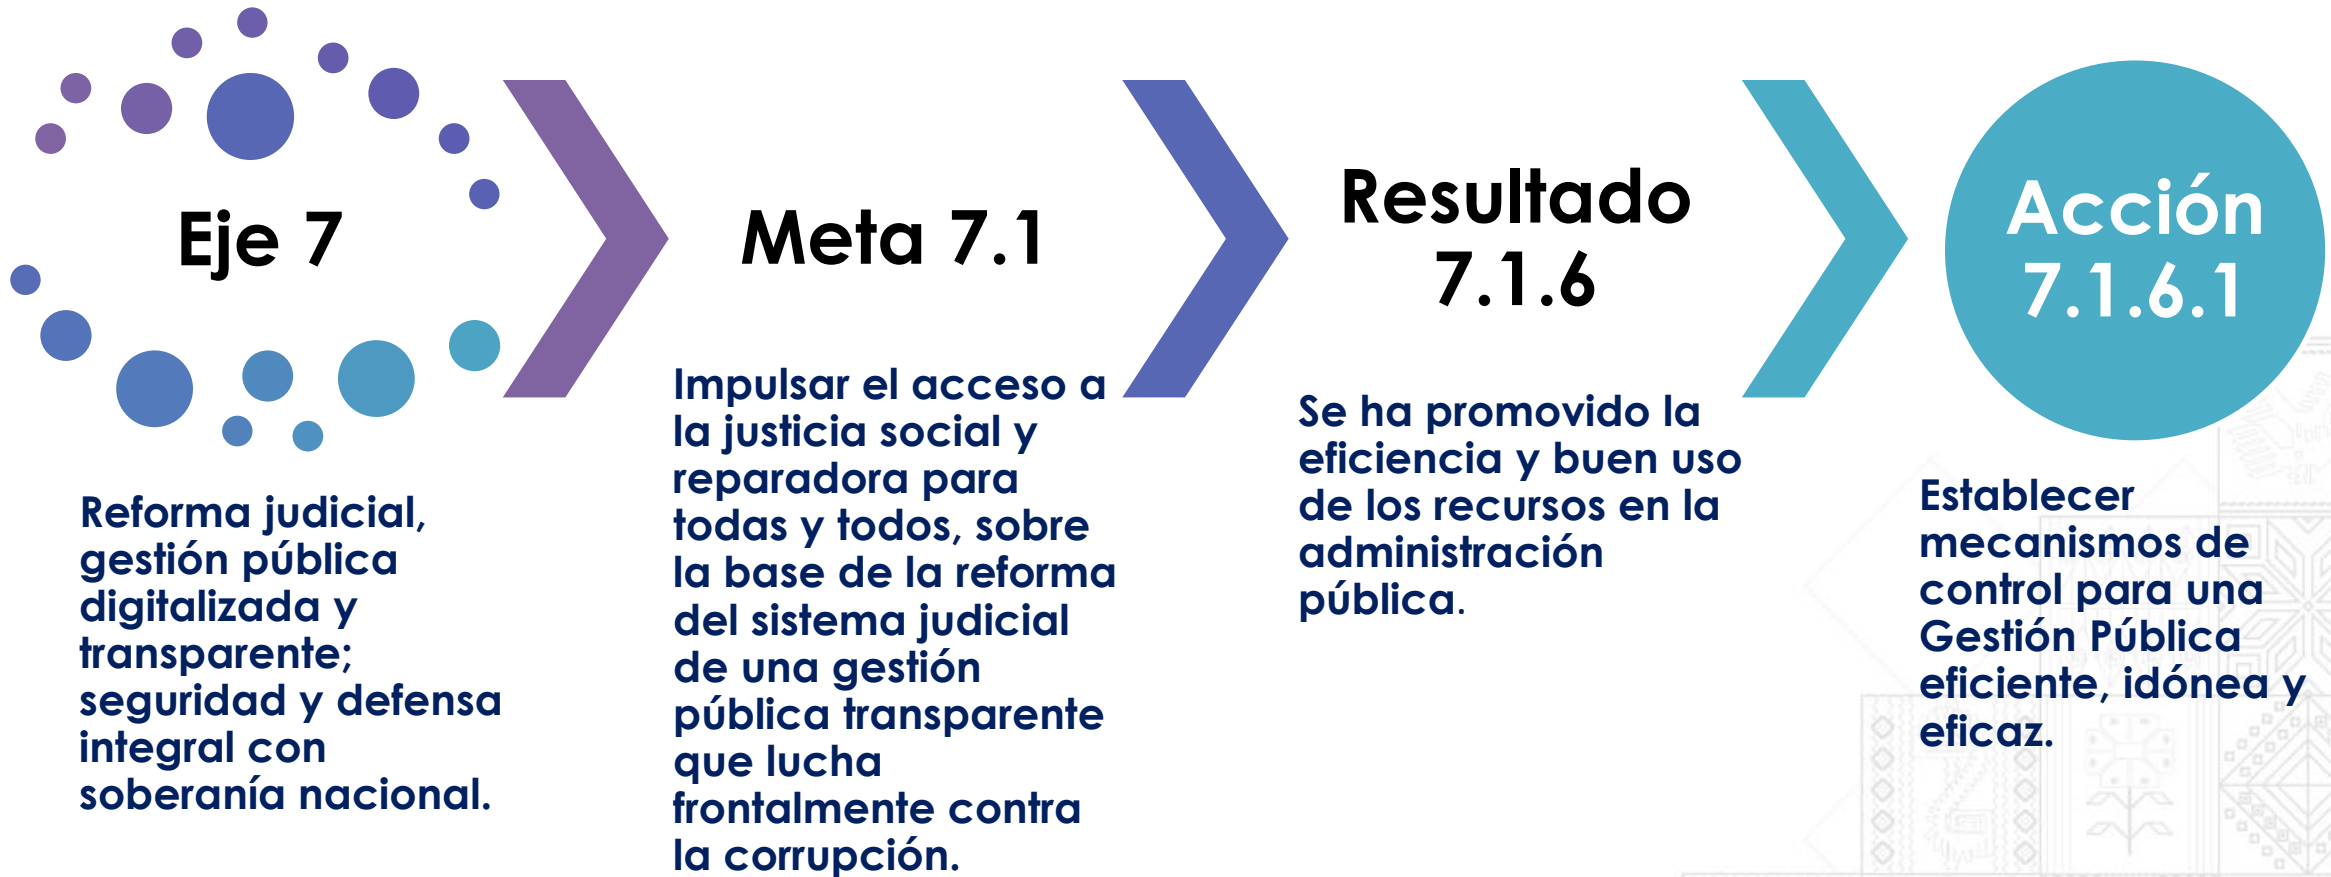 Eje 7
Reforma judicial,
gestión pública
digitalizada y
transparente;
seguridad y defensa
integral con
soberanía nacional.
Meta 7.1
Impulsar el acceso a
la justicia social y
reparadora para
todas y todos, sobre
la base de la reforma
del sistema judicial
de una gestión
pública transparente
que lucha
frontalmente contra
la corrupción.
Resultado
7.1.6
Se ha promovido la
eficiencia y buen uso
de los recursos en la
administración
pública.
Acción
7.1.6.1
Establecer
mecanismos de
control para una
Gestión Pública
eficiente, idónea y
eficaz.